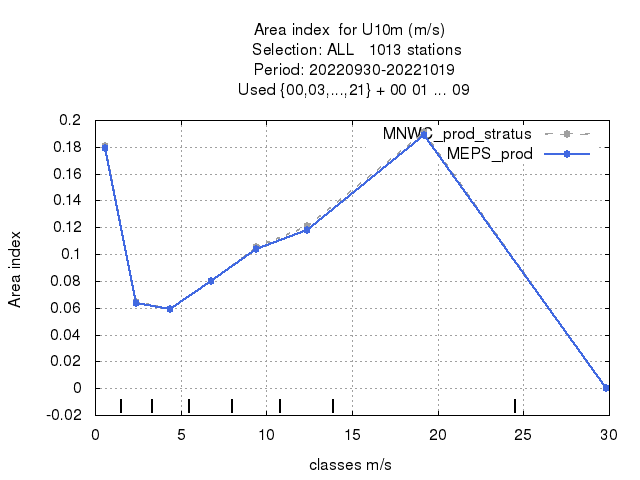 Area index  for U10m (m/s)
Selection: ALL   1013 stations
Period: 20220930-20221019
Used {00,03,...,21} + 00 01 ... 09
MNWC_prod_stratus
MEPS_prod
0.2
0.18
0.16
0.14
0.12
0.1
0.08
0.06
0.04
0.02
0
-0.02
Area index
0 5 10 15 20 25 30
classes m/s